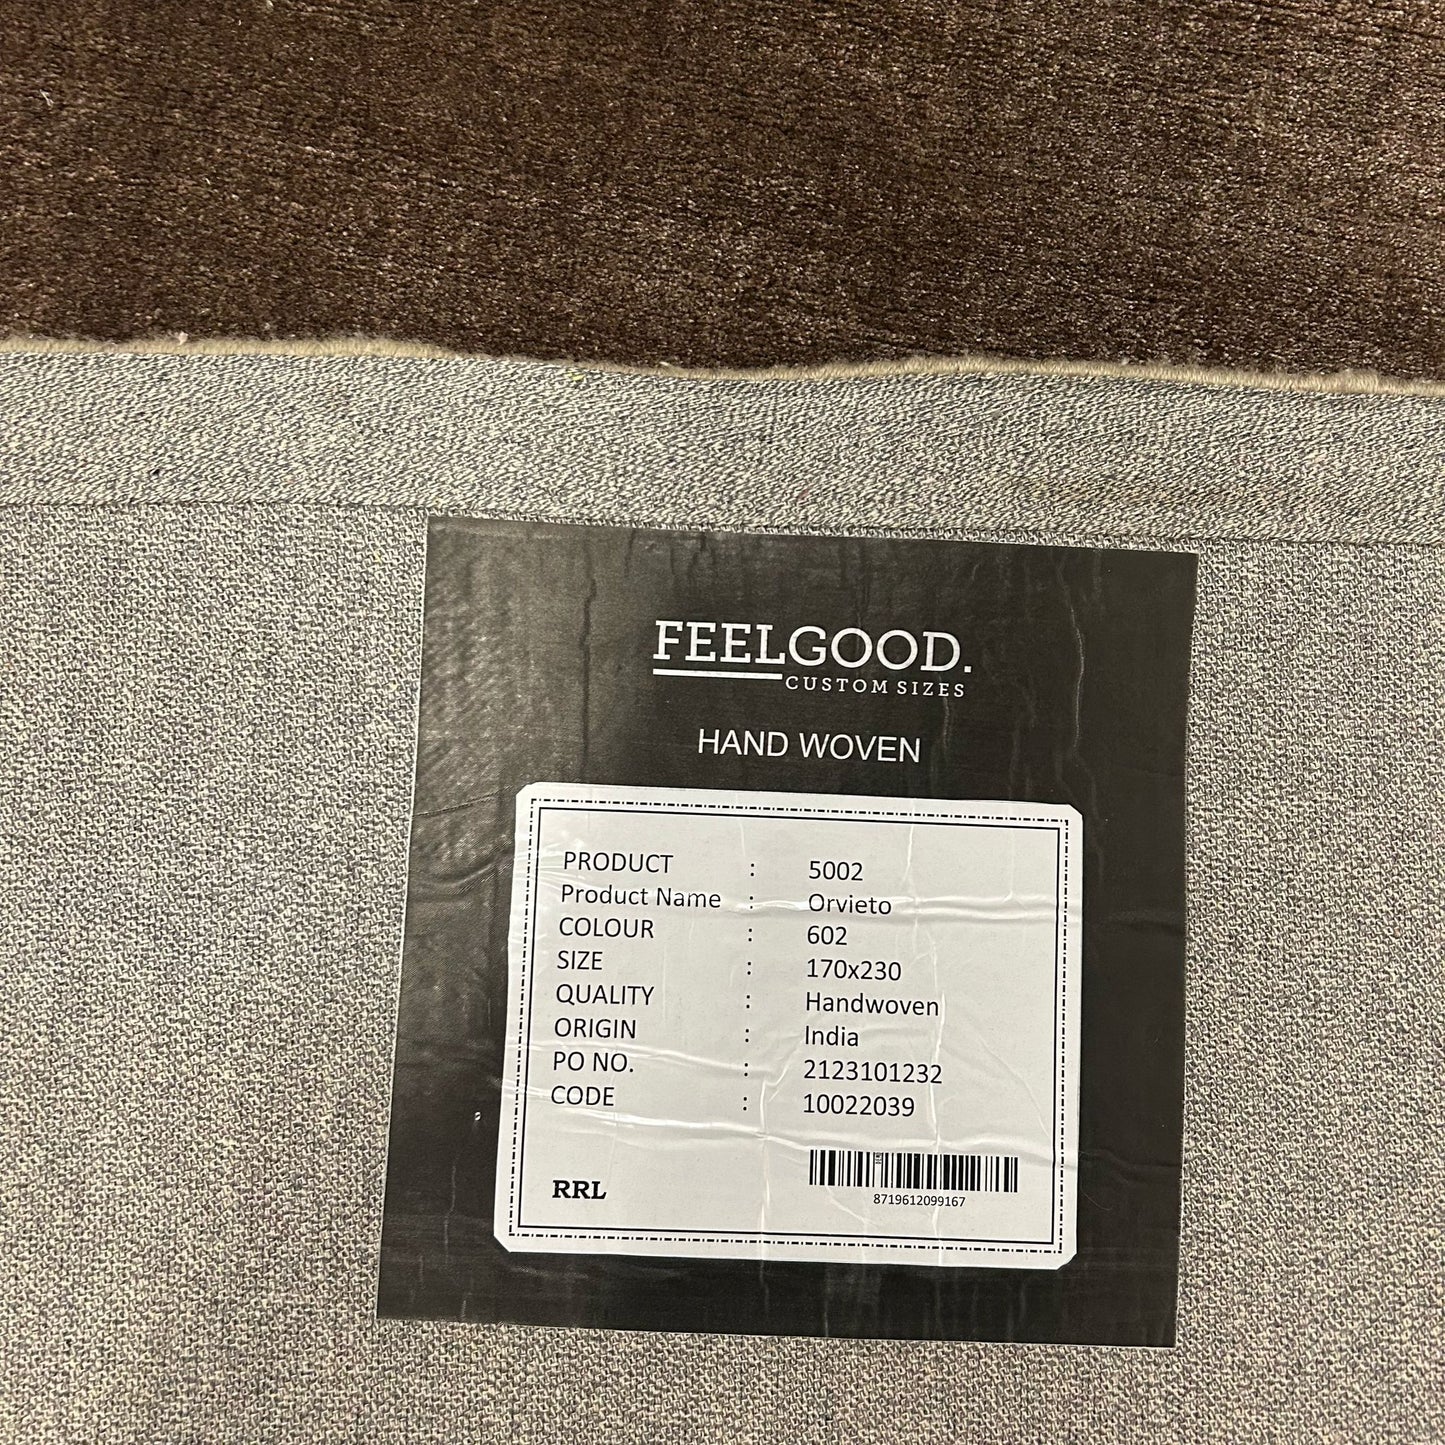 FEELGOOD.
CUSTOM SIZES
HAND WOVEN
PRODUCT : 5002
Product Name : Orvieto
COLOUR : 602
SIZE : 170x230
QUALITY : Handwoven
ORIGIN : India
PO NO. : 2123101232
CODE : 10022039
RRL
8719612099167